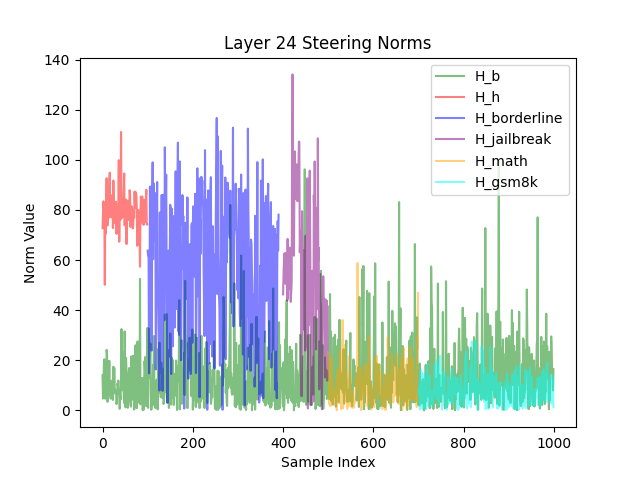 Layer 24 Steering Norms
Norm Value
140
120
100
80
60
40
20
0
0
200
400
600
800
1000
Sample Index
H_b
H_h
H_borderline
H_jailbreak
H_math
H_gsm8k